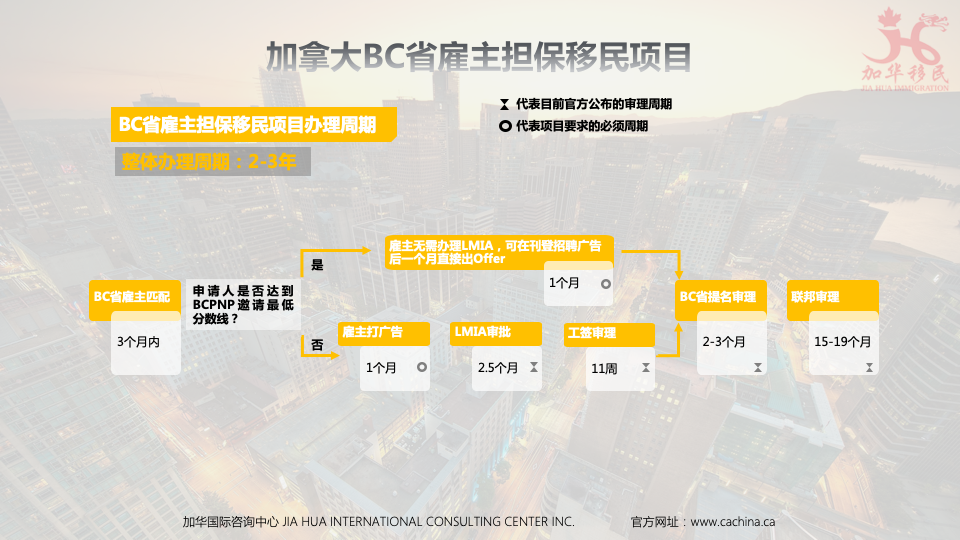 加拿大BC省雇主担保移民项目
加华移民
JIA HUA IMMIGRATION
代表目前官方公布的审理周期
代表项目要求的必须周期
BC省雇主担保移民项目办理周期
整体办理周期：2-3年
BC省雇主匹配
3个月内
申请人是否达到
BCPNP邀请最低
分数线？
是
雇主无需办理LMIA，可在刊登招聘广告
后一个月直接出Offer
1个月
否
雇主打广告
1个月
LMIA审批
2.5个月
工签审理
11周
BC省提名审理
2-3个月
联邦审理
15-19个月
加华国际咨询中心 JIA HUA INTERNATIONAL CONSULTING CENTER INC.
官方网址：www.cachina.ca